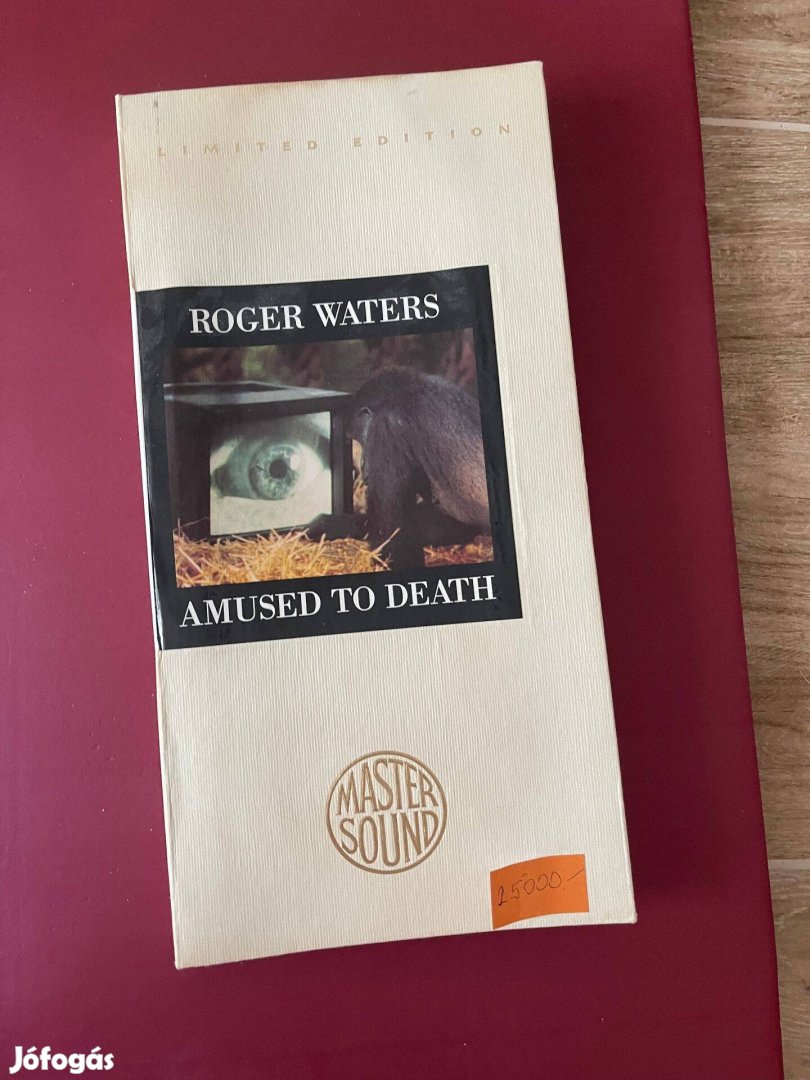 LIMITED EDITION
ROGER WATERS
AMUSED TO DEATH
MASTER
SOUND
25000.-
Jófogás